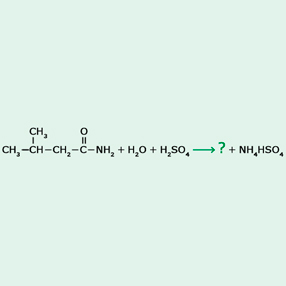 CH₃ O
CH₃–CH–CH₂–C–NH₂ + H₂O + H₂SO₄ ⟶ ? + NH₄HSO₄